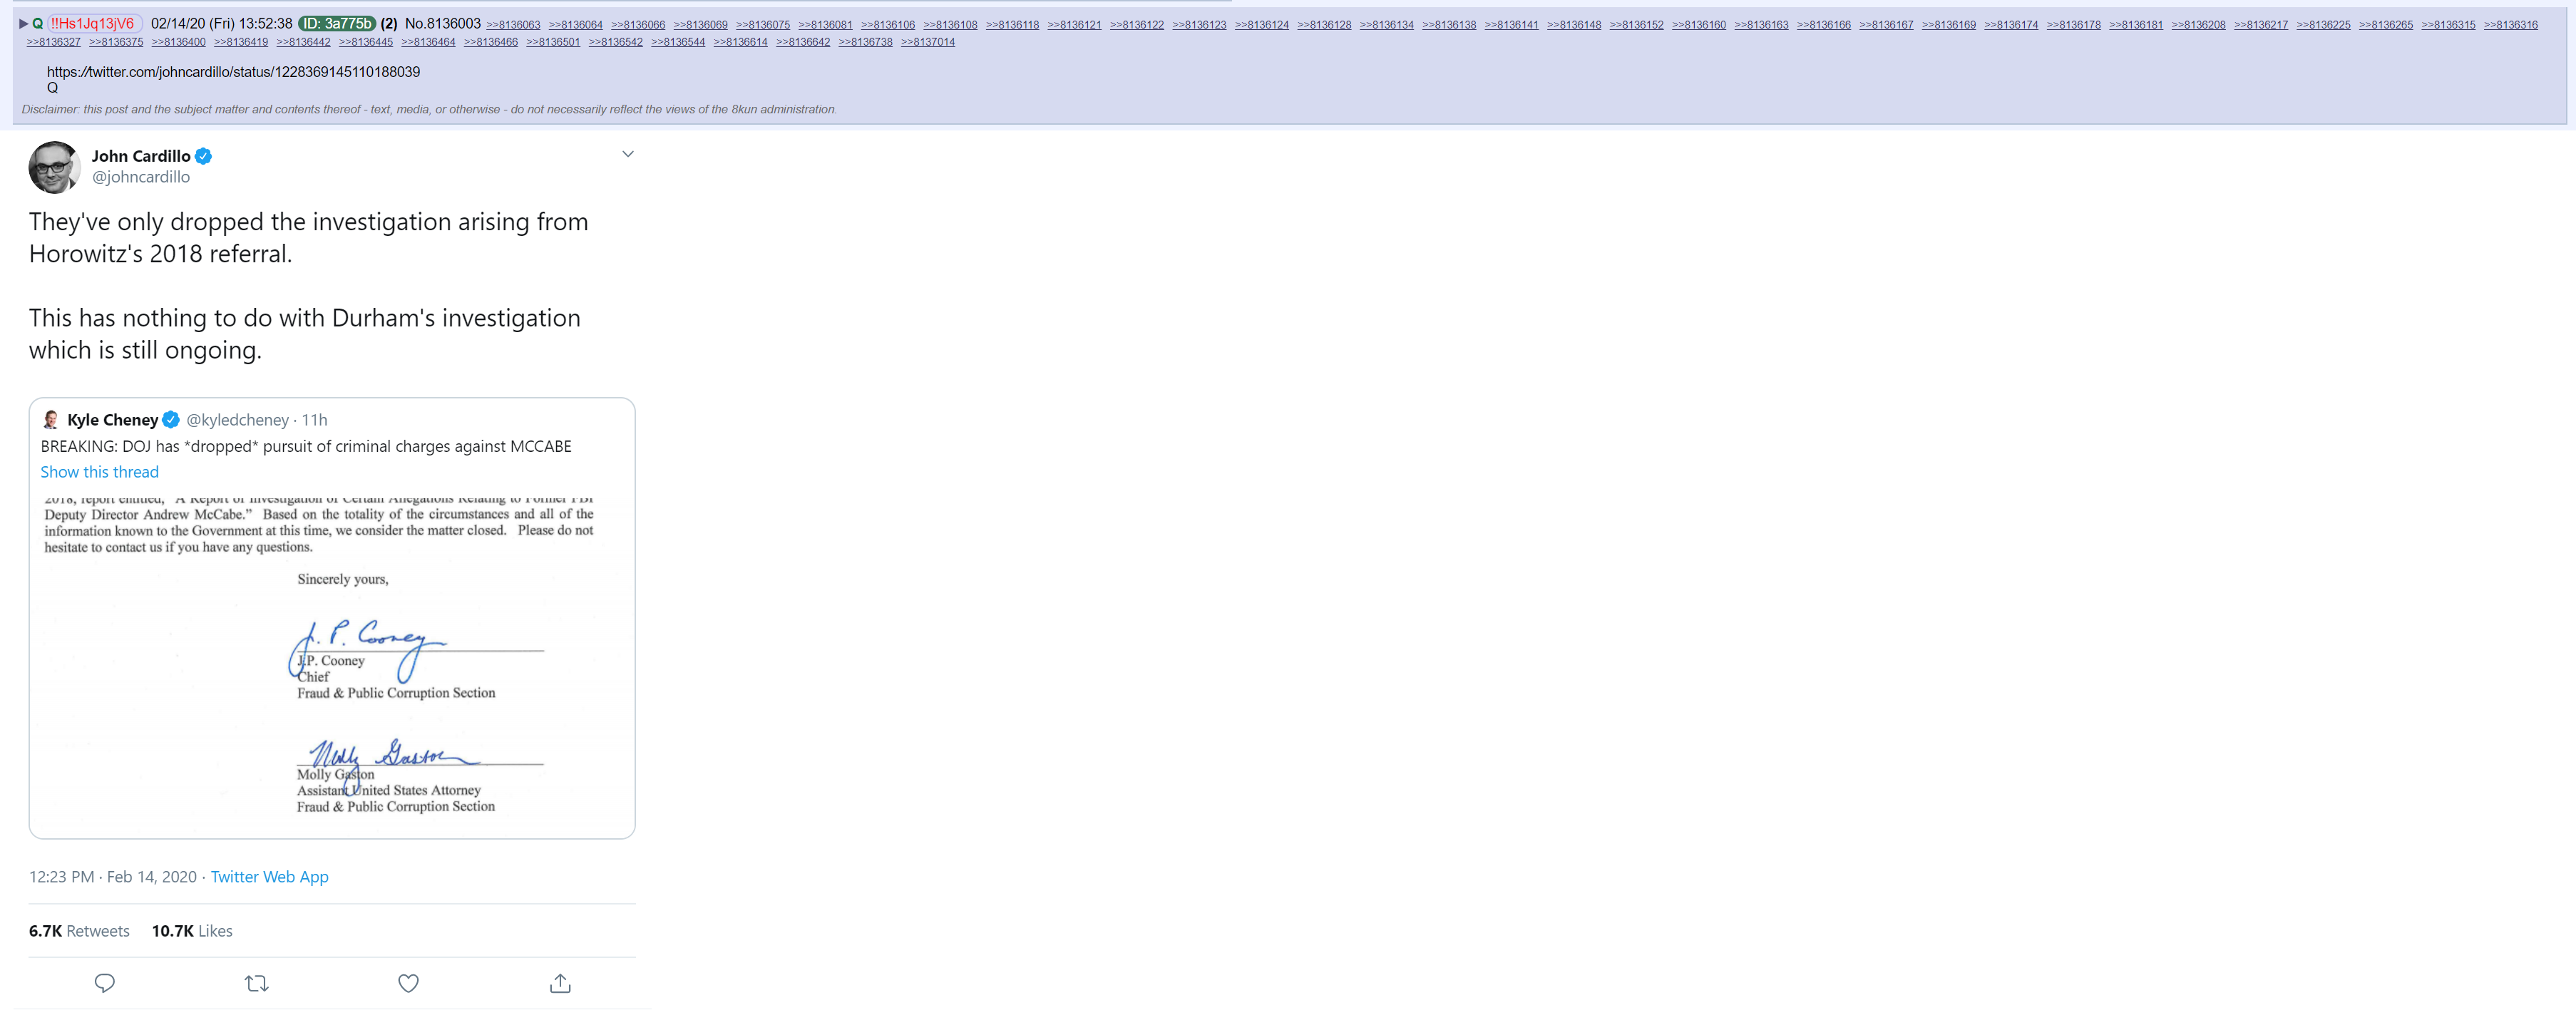 Q !!Hs1Jq13jV6 02/14/20 (Fri) 13:52:38 ID: 3a775b (2) No.8136003 >>8136063 >>8136064 >>8136066 >>8136069 >>8136075 >>8136081 >>8136106 >>8136108 >>8136118 >>8136121 >>8136122 >>8136123 >>8136124 >>8136128 >>8136134 >>8136138 >>8136141 >>8136148 >>8136152 >>8136160 >>8136163 >>8136166 >>8136167 >>8136169 >>8136174 >>8136178 >>8136181 >>8136208 >>8136217 >>8136225 >>8136265 >>8136315 >>8136316
>>8136327 >>8136375 >>8136400 >>8136419 >>8136442 >>8136445 >>8136464 >>8136466 >>8136501 >>8136542 >>8136544 >>8136614 >>8136642 >>8136738 >>8137014
https://twitter.com/johncardillo/status/1228369145110188039
Q
Disclaimer: this post and the subject matter and contents thereof - text, media, or otherwise - do not necessarily reflect the views of the 8kun administration.
John Cardillo
@johncardillo
They've only dropped the investigation arising from
Horowitz's 2018 referral.
This has nothing to do with Durham's investigation
which is still ongoing.
Kyle Cheney @kyledcheney · 11h
BREAKING: DOJ has *dropped* pursuit of criminal charges against MCCABE
Show this thread
2018, report entitled, "A Report of Investigation of Certain Allegations Relating to Former FBI
Deputy Director Andrew McCabe." Based on the totality of the circumstances and all of the
information known to the Government at this time, we consider the matter closed. Please do not
hesitate to contact us if you have any questions.
Sincerely yours,
J. P. Cooney
J.P. Cooney
Chief
Fraud & Public Corruption Section
Molly Gaston
Molly Gaston
Assistant United States Attorney
Fraud & Public Corruption Section
12:23 PM · Feb 14, 2020 · Twitter Web App
6.7K Retweets 10.7K Likes